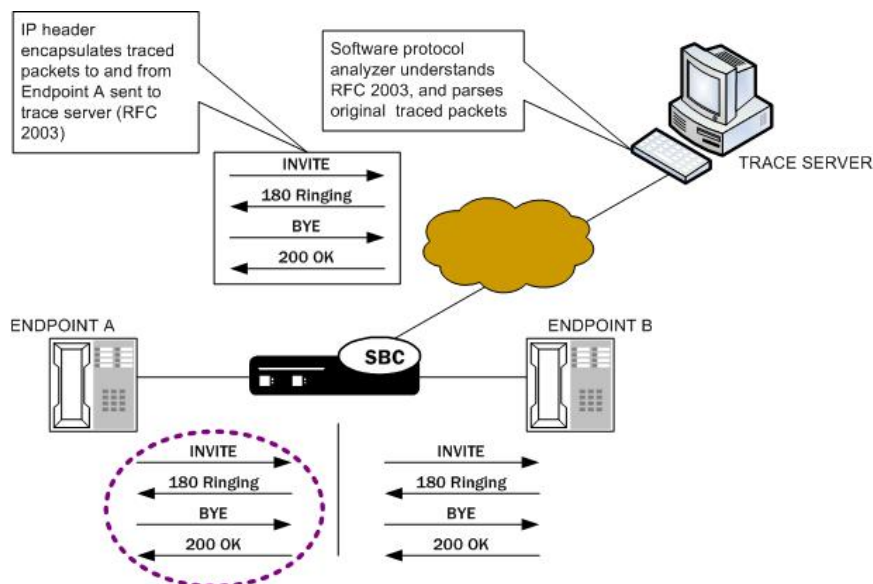 IP header
encapsulates traced
packets to and from
Endpoint A sent to
trace server (RFC
2003)
Software protocol
analyzer understands
RFC 2003, and parses
original traced packets
TRACE SERVER
INVITE
180 Ringing
BYE
200 OK
ENDPOINT A
SBC
ENDPOINT B
INVITE
180 Ringing
BYE
200 OK
INVITE
180 Ringing
BYE
200 OK